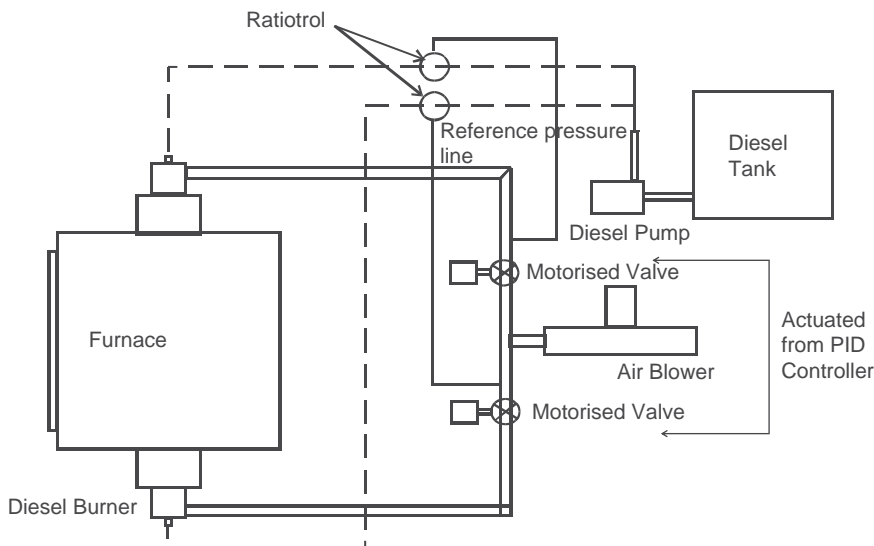 Ratiotrol
Reference pressure
line
Diesel
Tank
Diesel Pump
Motorised Valve
Furnace
Actuated
from PID
Controller
Air Blower
Motorised Valve
Diesel Burner